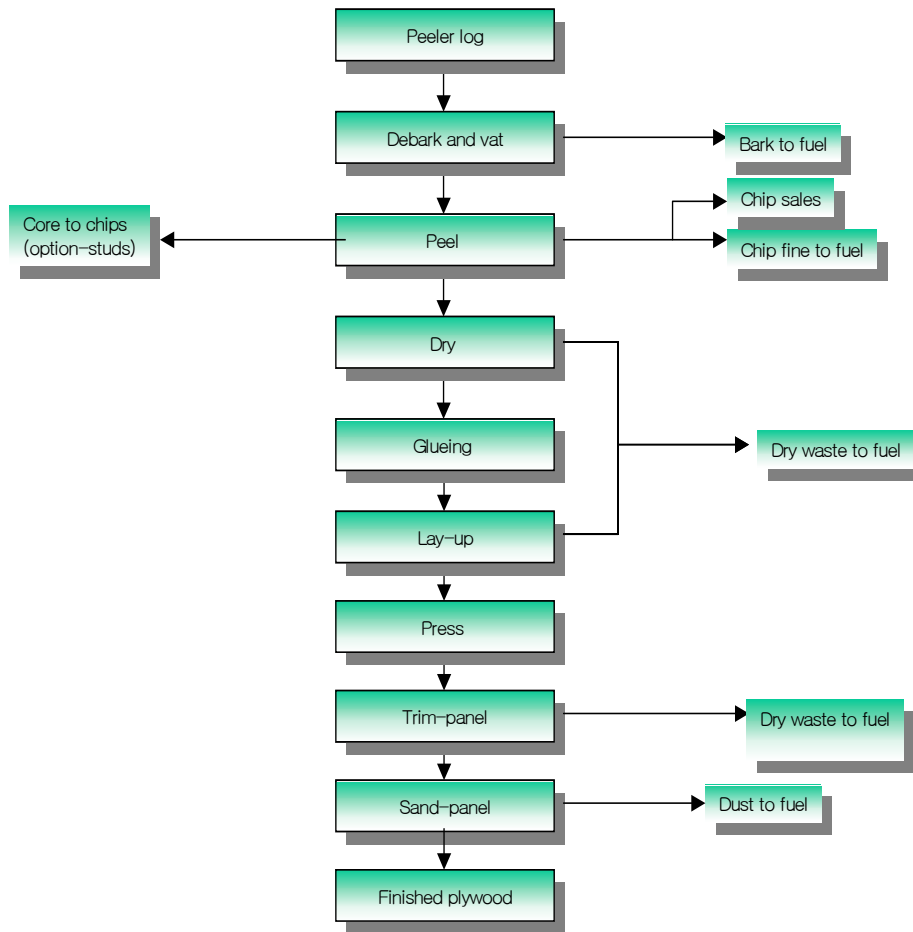 Peeler log
Debark and vat
Bark to fuel
Chip sales
Core to chips
(option-studs)
Peel
Chip fine to fuel
Dry
Glueing
Dry waste to fuel
Lay-up
Press
Trim-panel
Dry waste to fuel
Sand-panel
Dust to fuel
Finished plywood